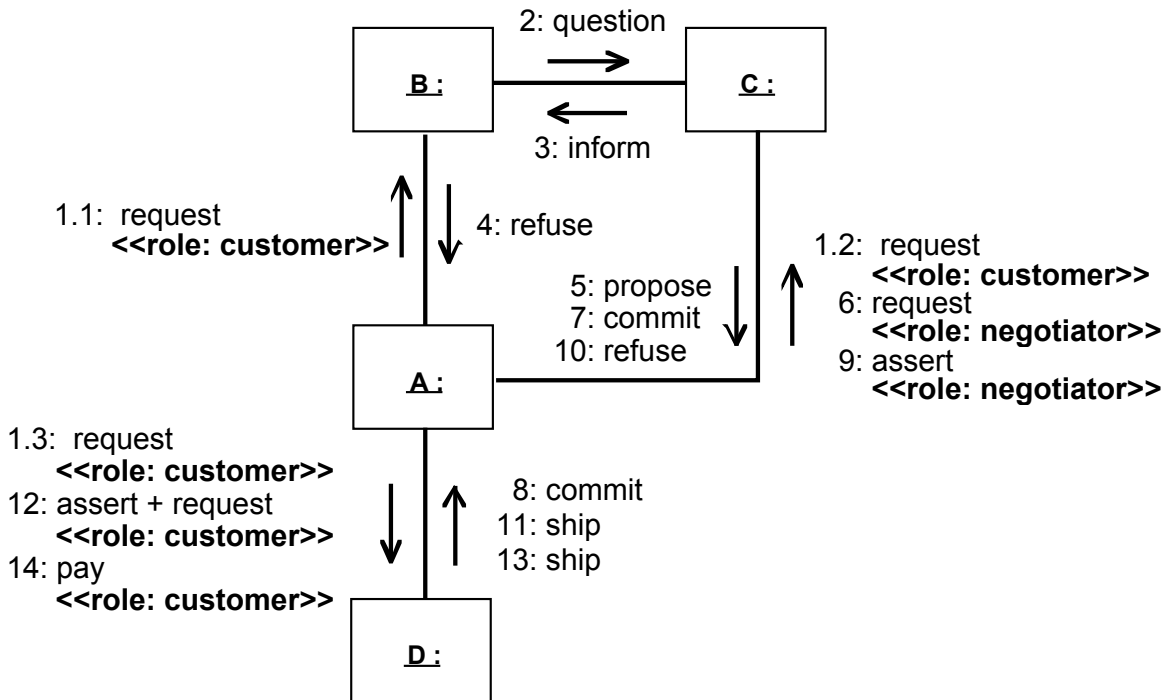 2: question
B :
C :
3: inform
1.1: request
<<role: customer>>
4: refuse
1.2: request
<<role: customer>>
6: request
<<role: negotiator>>
9: assert
<<role: negotiator>>
5: propose
7: commit
10: refuse
A :
1.3: request
<<role: customer>>
12: assert + request
<<role: customer>>
14: pay
<<role: customer>>
8: commit
11: ship
13: ship
D :